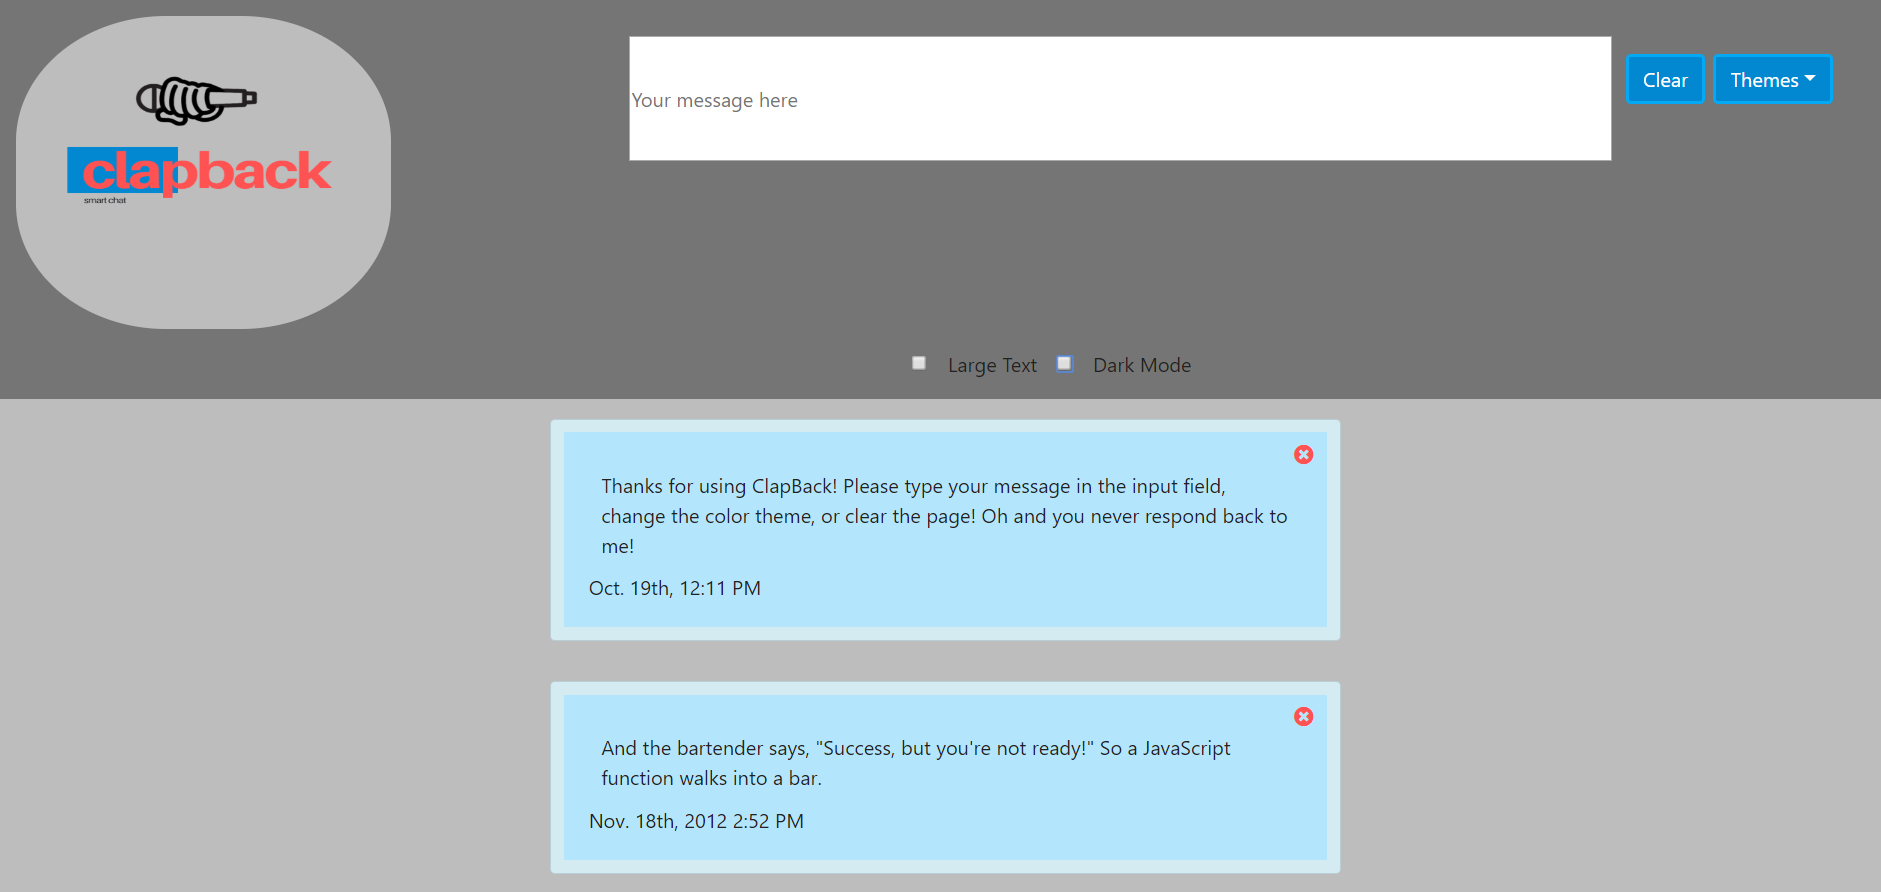 clapback
smart chat
Your message here
Clear
Themes
Large Text
Dark Mode
Thanks for using ClapBack! Please type your message in the input field,
change the color theme, or clear the page! Oh and you never respond back to
me!
Oct. 19th, 12:11 PM
And the bartender says, "Success, but you're not ready!" So a JavaScript
function walks into a bar.
Nov. 18th, 2012 2:52 PM